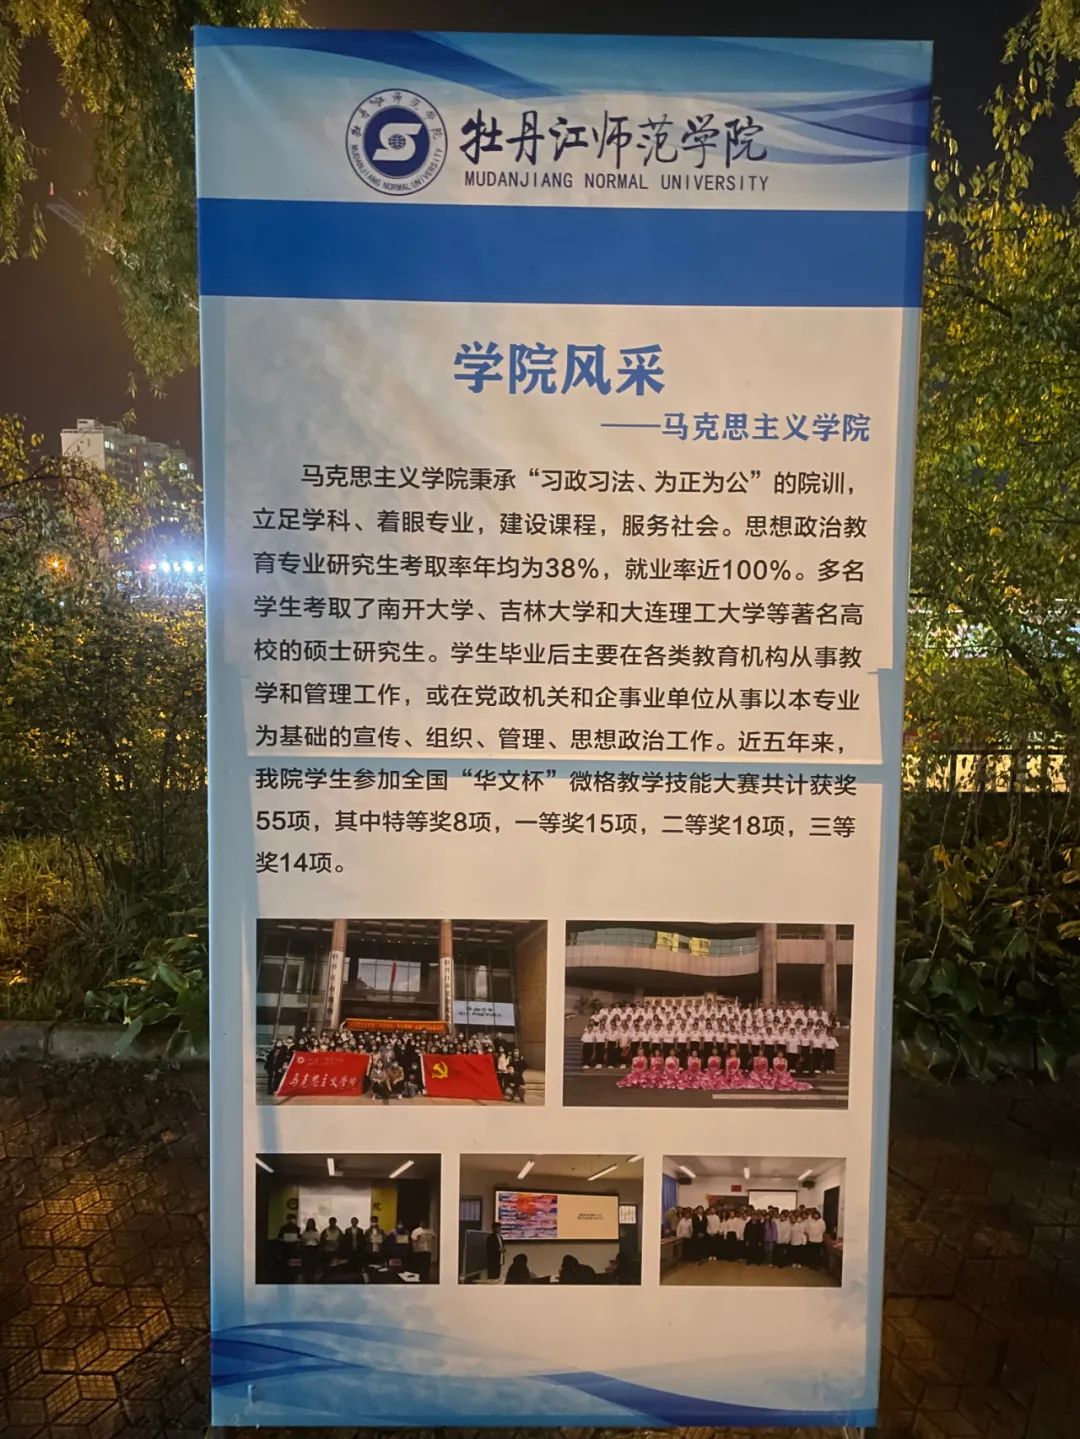 牡丹江师范学院
MUDANJIANG NORMAL UNIVERSITY
牡丹江师范学院
MUDANJIANG NORMAL UNIVERSITY
学院风采
——马克思主义学院
马克思主义学院秉承“习政习法、为正为公”的院训，
立足学科、着眼专业，建设课程，服务社会。思想政治教
育专业研究生考取率年均为38%，就业率近100%。多名
学生考取了南开大学、吉林大学和大连理工大学等著名高
校的硕士研究生。学生毕业后主要在各类教育机构从事教
学和管理工作，或在党政机关和企事业单位从事以本专业
为基础的宣传、组织、管理、思想政治工作。近五年来，
我院学生参加全国“华文杯”微格教学技能大赛共计获奖
55项，其中特等奖8项，一等奖15项，二等奖18项，三等
奖14项。
马克思主义学院